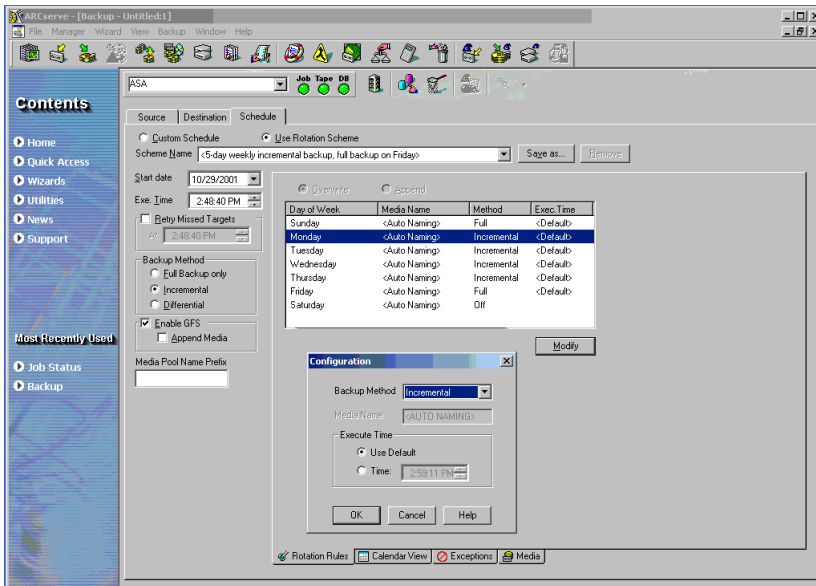 ARCserve - [Backup - Untitled:1]
File Manager Wizard View Backup Window Help
ASA
Job Tape DB
Contents
Home
Quick Access
Wizards
Utilities
News
Support
Most Recently Used
Job Status
Backup
Source Destination Schedule
Custom Schedule Use Rotation Scheme
Scheme Name <5-day weekly incremental backup, full backup on Friday> Save as... Remove
Start date 10/29/2001
Exe. Time 2:48:40 PM
Retry Missed Targets
At: 2:48:40 PM
Backup Method
Full Backup only
Incremental
Differential
Enable GFS
Append Media
Media Pool Name Prefix
Overwrite Append
Day of Week Media Name Method Exec.Time
Sunday <Auto Naming> Full <Default>
Monday <Auto Naming> Incremental <Default>
Tuesday <Auto Naming> Incremental <Default>
Wednesday <Auto Naming> Incremental <Default>
Thursday <Auto Naming> Incremental <Default>
Friday <Auto Naming> Full <Default>
Saturday <Auto Naming> Off
Modify
Configuration
Backup Method Incremental
Media Name <AUTO NAMING>
Execute Time
Use Default
Time: 2:59:11 PM
OK Cancel Help
Rotation Rules Calendar View Exceptions Media